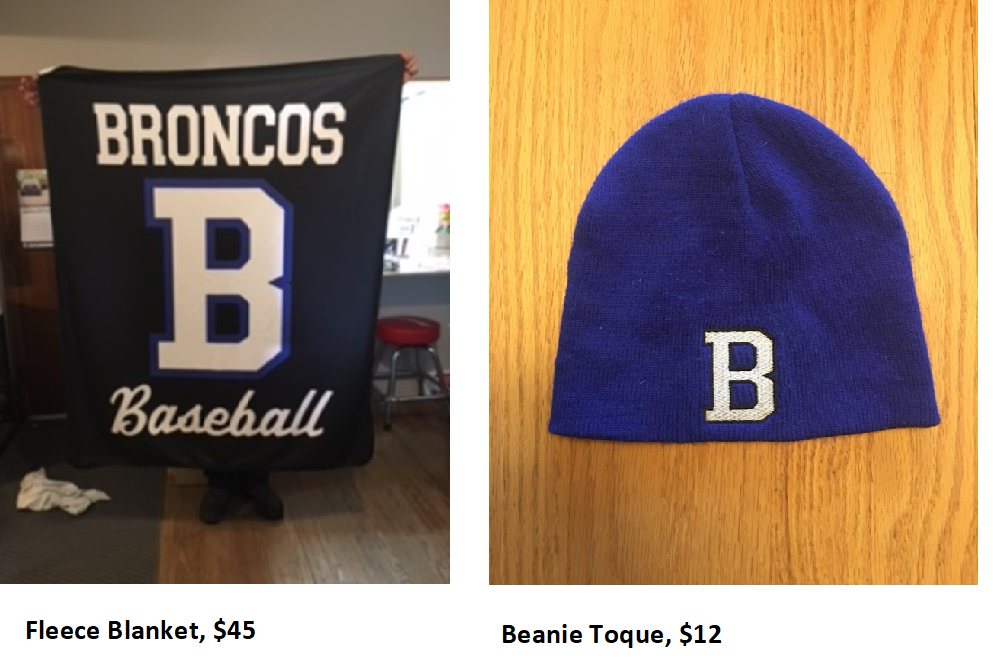 BRONCOS
B
Baseball
B
Fleece Blanket, $45
Beanie Toque, $12